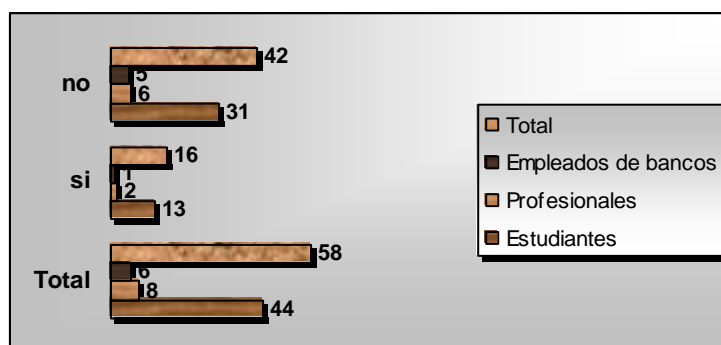 no
42
5
6
31
si
16
1
2
13
Total
58
6
8
44
Total
Empleados de bancos
Profesionales
Estudiantes